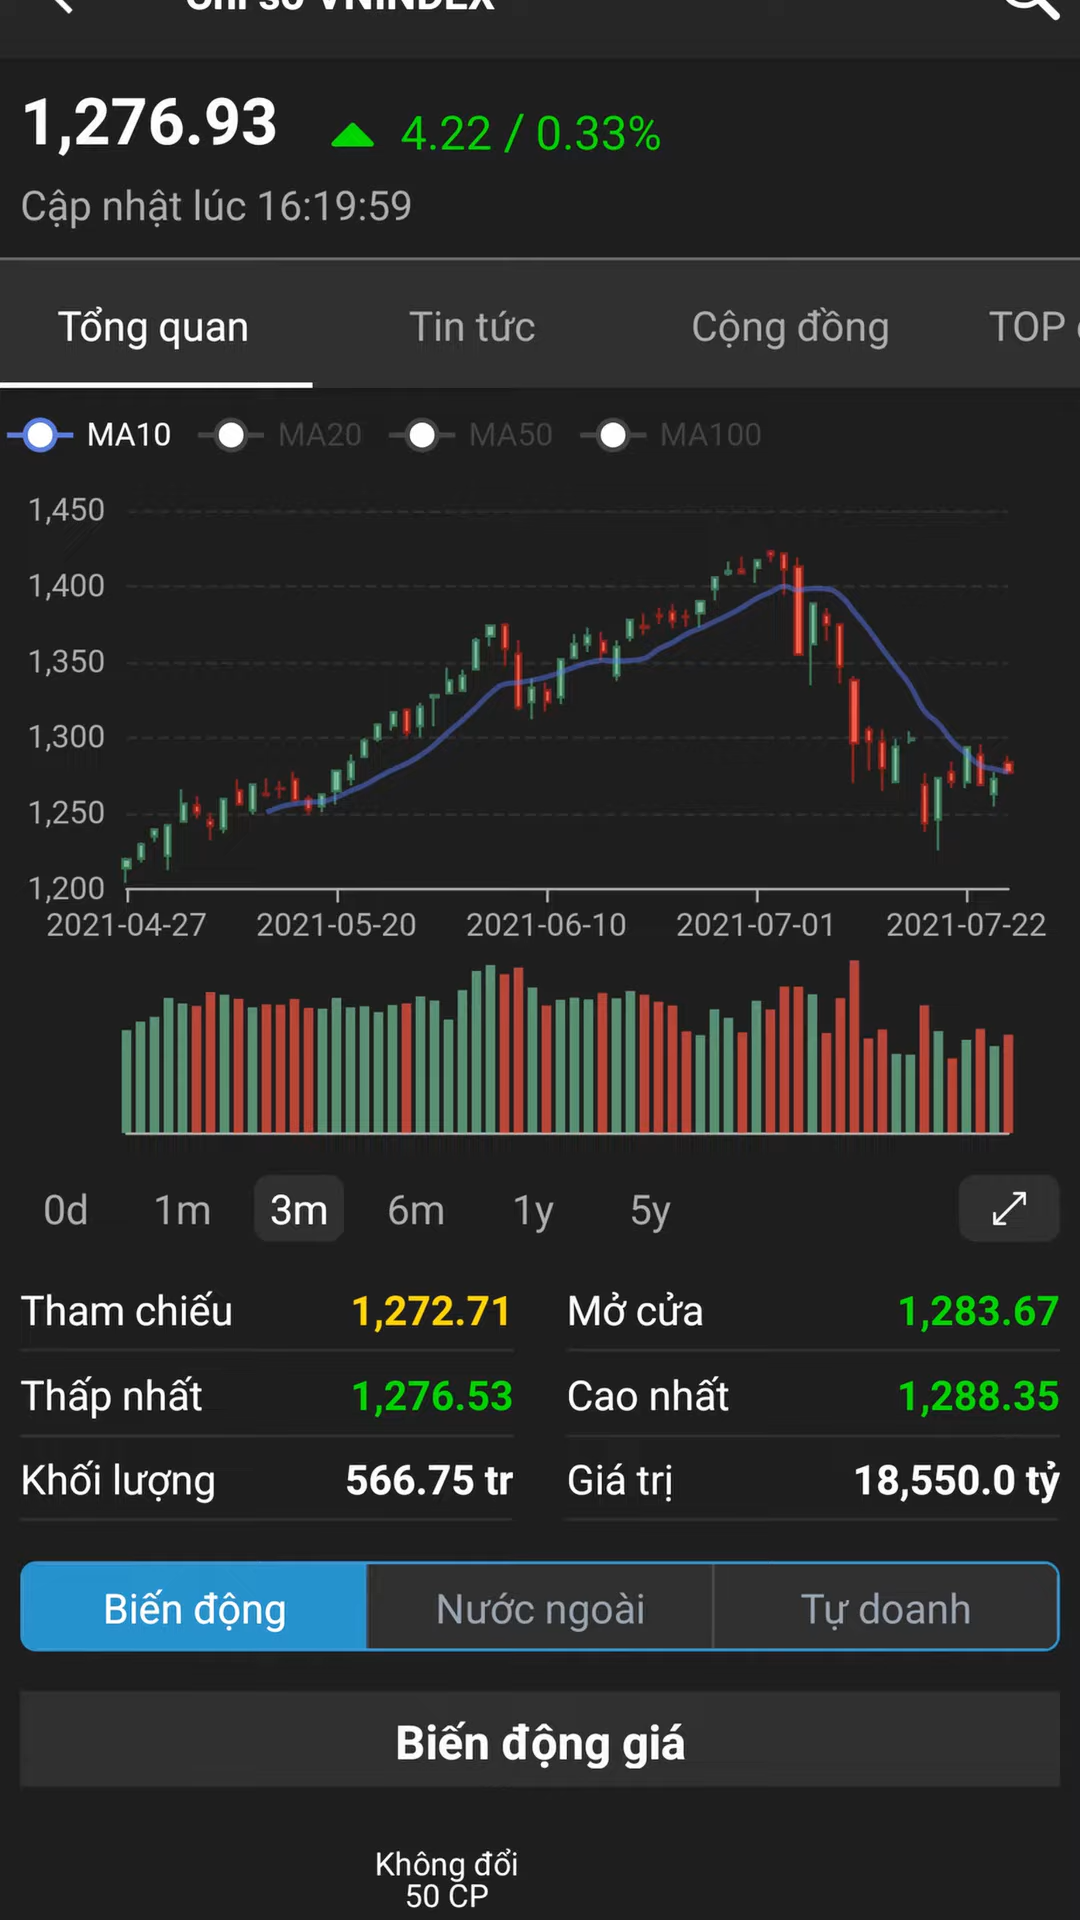 Chỉ số VNINDEX
1,276.93 4.22 / 0.33%
Cập nhật lúc 16:19:59
Tổng quan Tin tức Cộng đồng TOP
MA10 MA20 MA50 MA100
1,450
1,400
1,350
1,300
1,250
1,200
2021-04-27 2021-05-20 2021-06-10 2021-07-01 2021-07-22
0d 1m 3m 6m 1y 5y
Tham chiếu 1,272.71 Mở cửa 1,283.67
Thấp nhất 1,276.53 Cao nhất 1,288.35
Khối lượng 566.75 tr Giá trị 18,550.0 tỷ
Biến động Nước ngoài Tự doanh
Biến động giá
Không đổi
50 CP